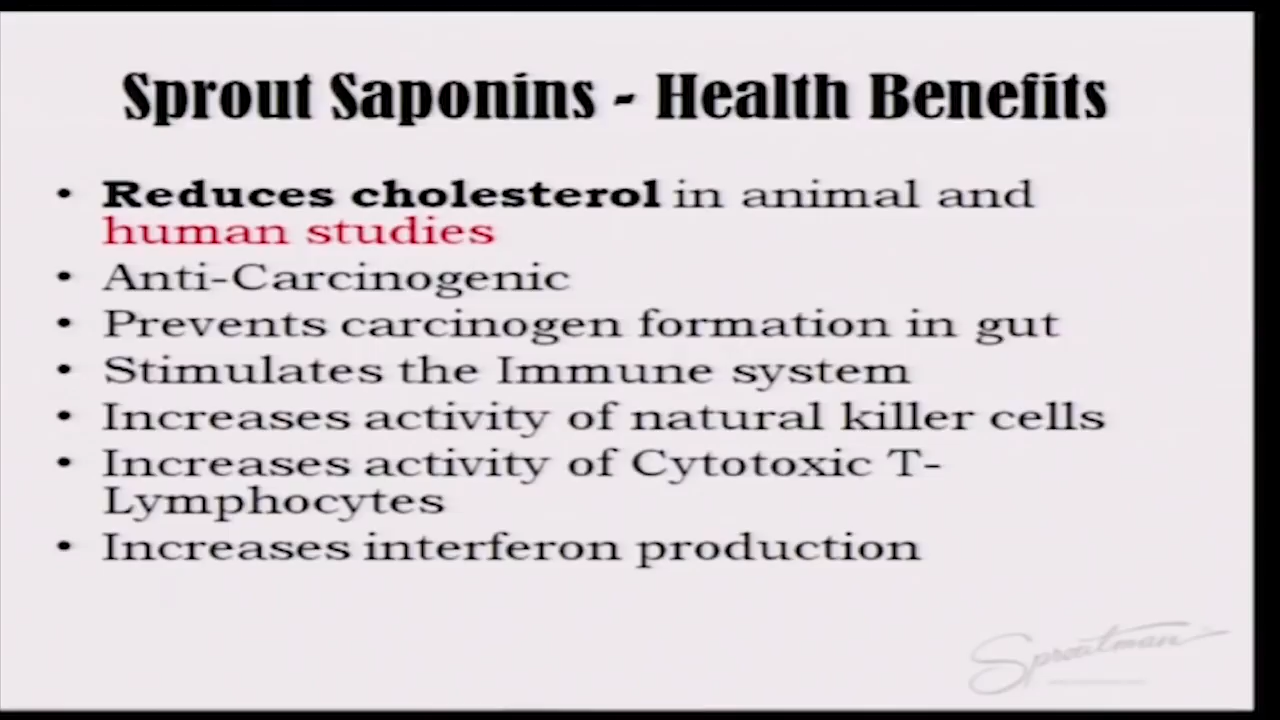 Sprout Saponins - Health Benefits
• Reduces cholesterol in animal and
human studies
• Anti-Carcinogenic
• Prevents carcinogen formation in gut
• Stimulates the Immune system
• Increases activity of natural killer cells
• Increases activity of Cytotoxic T-
Lymphocytes
• Increases interferon production
Sproutman